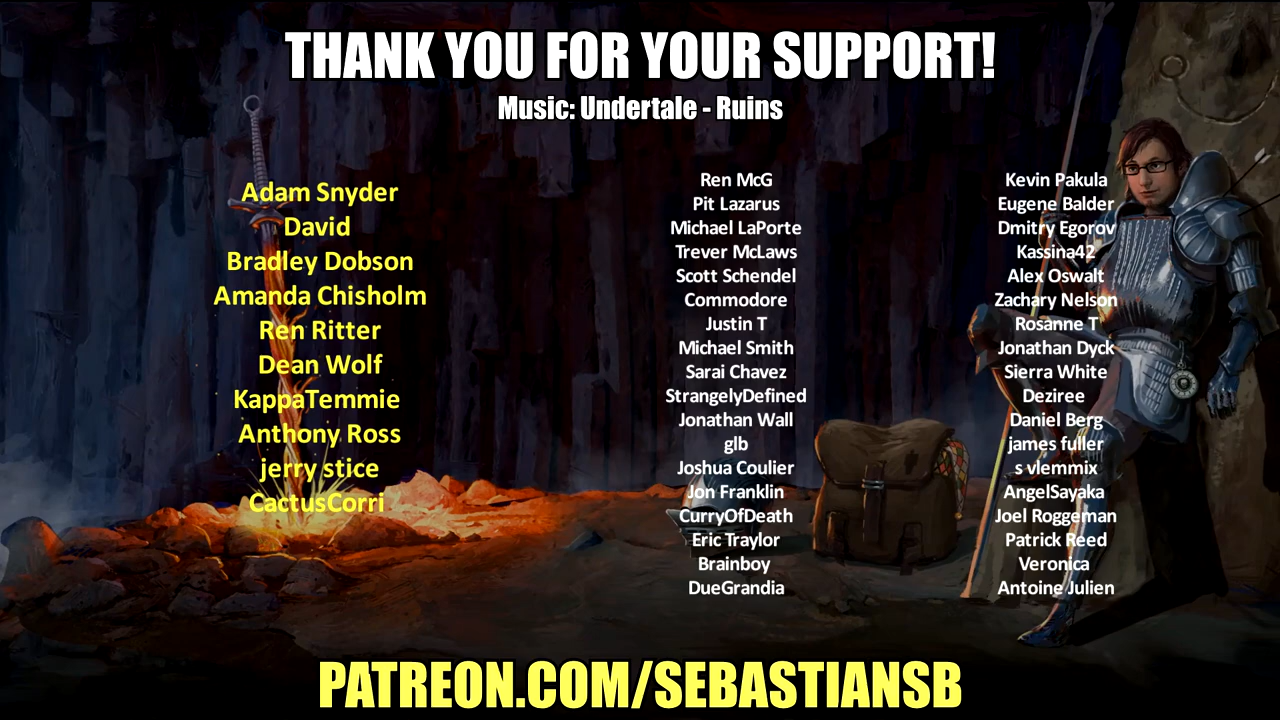 THANK YOU FOR YOUR SUPPORT!
Music: Undertale - Ruins
Adam Snyder
David
Bradley Dobson
Amanda Chisholm
Ren Ritter
Dean Wolf
KappaTemmie
Anthony Ross
jerry stice
CactusCorri
Ren McG
Pit Lazarus
Michael LaPorte
Trever McLaws
Scott Schendel
Commodore
Justin T
Michael Smith
Sarai Chavez
StrangelyDefined
Jonathan Wall
glb
Joshua Coulier
Jon Franklin
CurryOfDeath
Eric Traylor
Brainboy
DueGrandia
Kevin Pakula
Eugene Balder
Dmitry Egorov
Kassina42
Alex Oswalt
Zachary Nelson
Rosanne T
Jonathan Dyck
Sierra White
Deziree
Daniel Berg
james fuller
s vlemmix
AngelSayaka
Joel Roggeman
Patrick Reed
Veronica
Antoine Julien
PATREON.COM/SEBASTIANSB